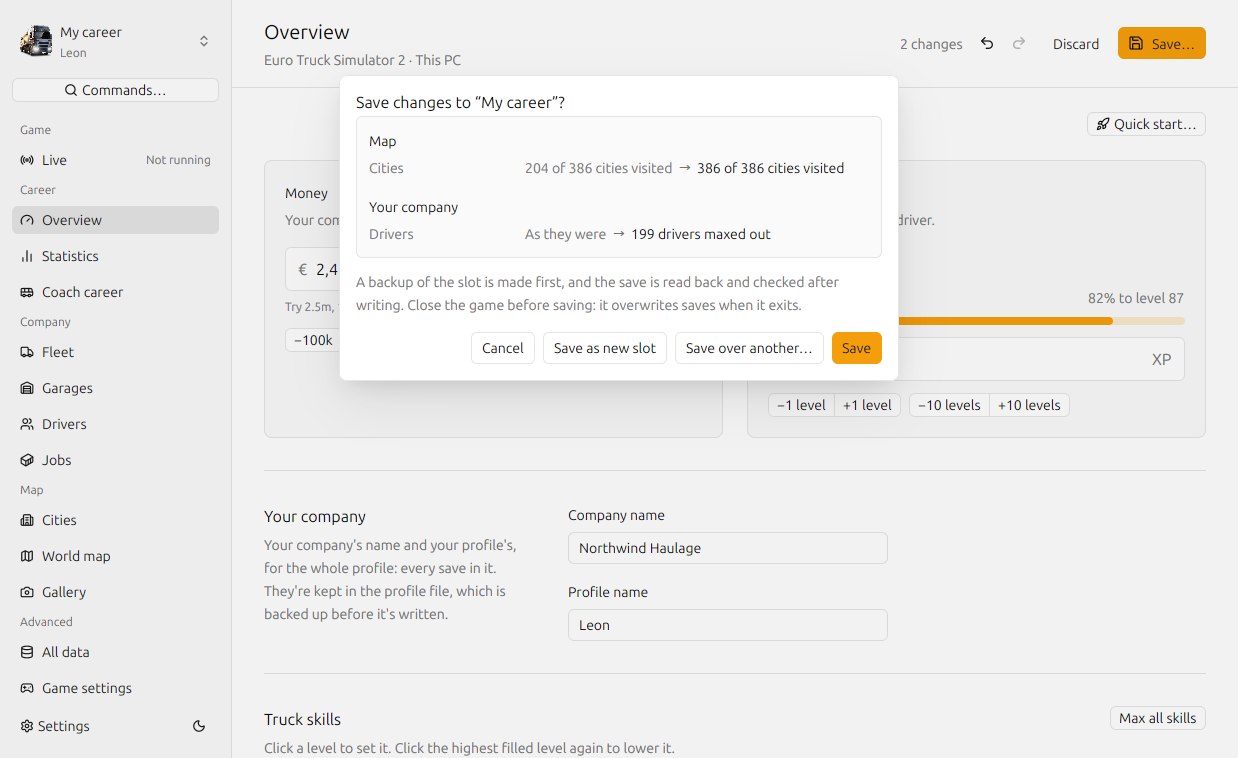 My career
Leon
Commands…
Game
Live Not running
Career
Overview
Statistics
Coach career
Company
Fleet
Garages
Drivers
Jobs
Map
Cities
World map
Gallery
Advanced
All data
Game settings
Settings
Overview
Euro Truck Simulator 2 · This PC
2 changes Discard Save…
Quick start…
Save changes to “My career”?
Map
Cities 204 of 386 cities visited → 386 of 386 cities visited
Your company
Drivers As they were → 199 drivers maxed out
A backup of the slot is made first, and the save is read back and checked after
writing. Close the game before saving: it overwrites saves when it exits.
Cancel Save as new slot Save over another… Save
Money
Your
€ 2,4
Try 2.5m,
−100k
driver.
82% to level 87
XP
−1 level +1 level −10 levels +10 levels
Your company
Your company's name and your profile's,
for the whole profile: every save in it.
They're kept in the profile file, which is
backed up before it's written.
Company name
Northwind Haulage
Profile name
Leon
Truck skills
Click a level to set it. Click the highest filled level again to lower it.
Max all skills